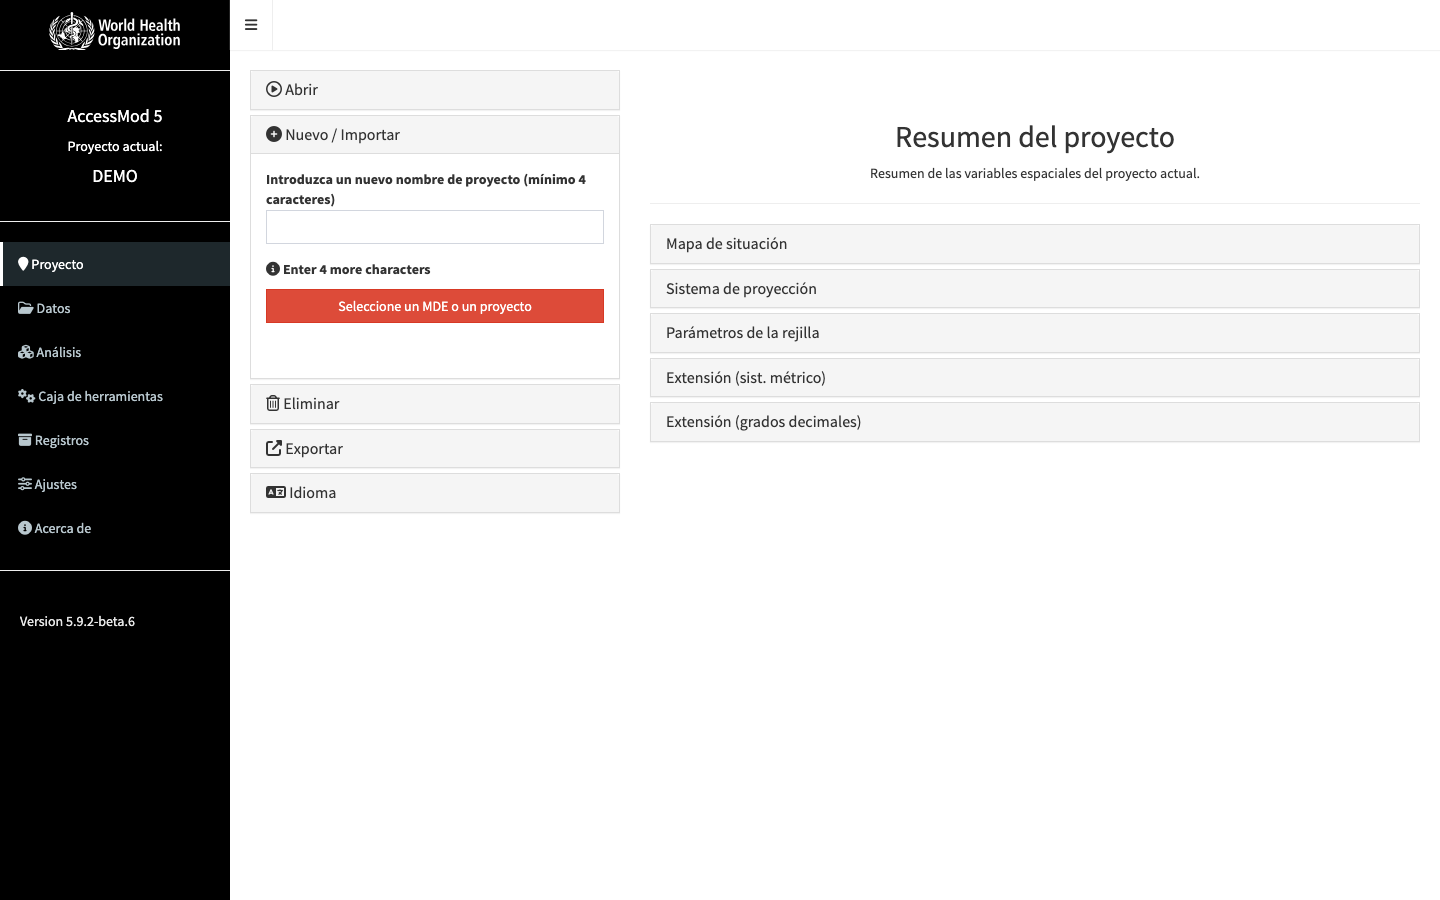 World Health
Organization
AccessMod 5
Proyecto actual:
DEMO
Proyecto
Datos
Análisis
Caja de herramientas
Registros
Ajustes
Acerca de
Version 5.9.2-beta.6
Abrir
Nuevo / Importar
Introduzca un nuevo nombre de proyecto (mínimo 4
caracteres)
Enter 4 more characters
Seleccione un MDE o un proyecto
Eliminar
Exportar
Idioma
Resumen del proyecto
Resumen de las variables espaciales del proyecto actual.
Mapa de situación
Sistema de proyección
Parámetros de la rejilla
Extensión (sist. métrico)
Extensión (grados decimales)